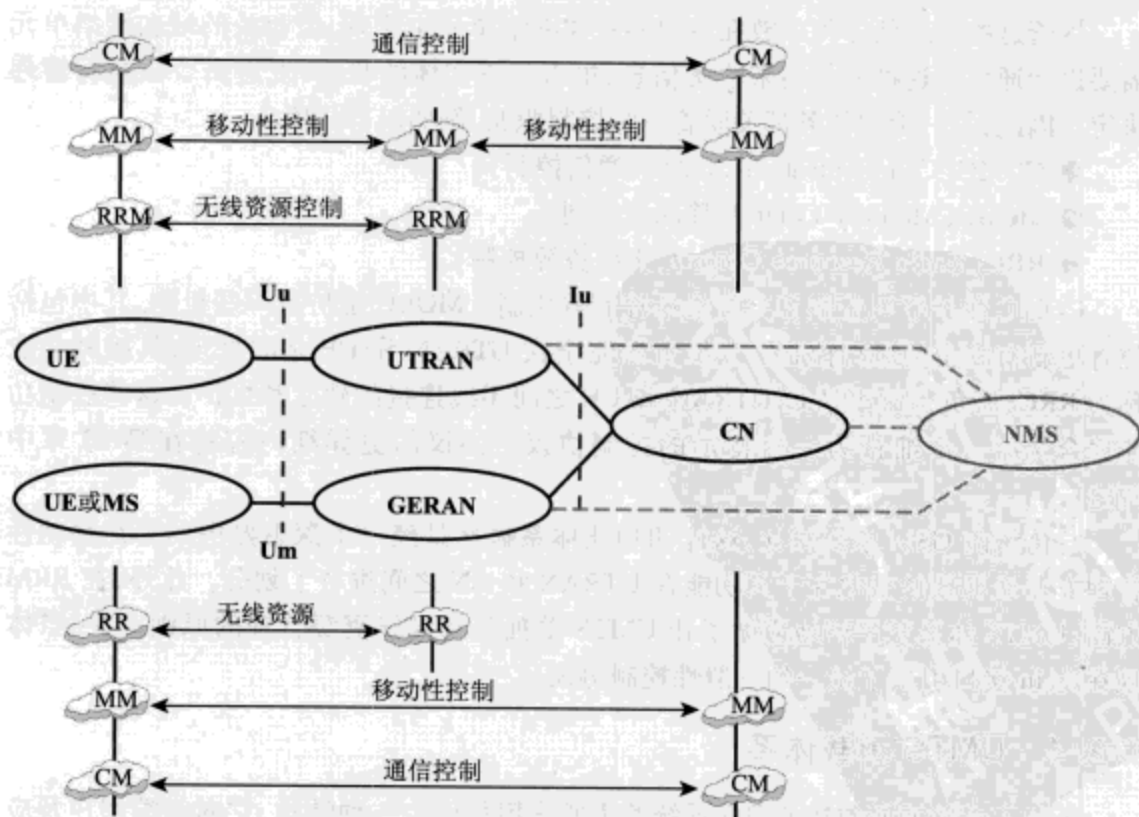 CM 通信控制 CM
MM 移动性控制 MM 移动性控制 MM
RRM 无线资源控制 RRM
Uu Iu
UE UTRAN
CN NMS
UE或MS GERAN
Um
RR 无线资源 RR
MM 移动性控制 MM
CM 通信控制 CM